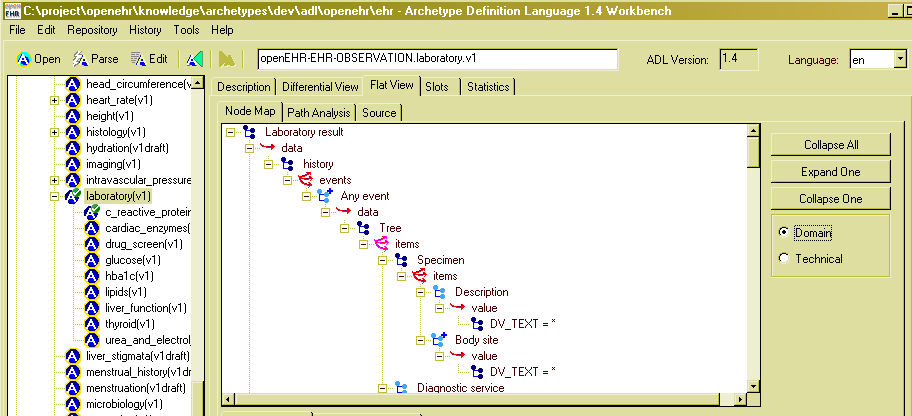 EHR C:\project\openehr\knowledge\archetypes\dev\adl\openehr\ehr - Archetype Definition Language 1.4 Workbench
File Edit Repository History Tools Help
Open Parse Edit openEHR-EHR-OBSERVATION.laboratory.v1 ADL Version: 1.4 Language: en
head_circumference(v
heart_rate(v1)
height(v1)
histology(v1)
hydration(v1draft)
imaging(v1)
intravascular_pressure
laboratory(v1)
c_reactive_protein
cardiac_enzymes(
drug_screen(v1)
glucose(v1)
hba1c(v1)
lipids(v1)
liver_function(v1)
thyroid(v1)
urea_and_electrol
liver_stigmata(v1draft)
menstrual_history(v1d
menstruation(v1draft)
microbiology(v1)
Description Differential View Flat View Slots Statistics
Node Map Path Analysis Source
Laboratory result
data
history
events
Any event
data
Tree
items
Specimen
items
Description
value
DV_TEXT = *
Body site
value
DV_TEXT = *
Diagnostic service
Collapse All
Expand One
Collapse One
Domain
Technical